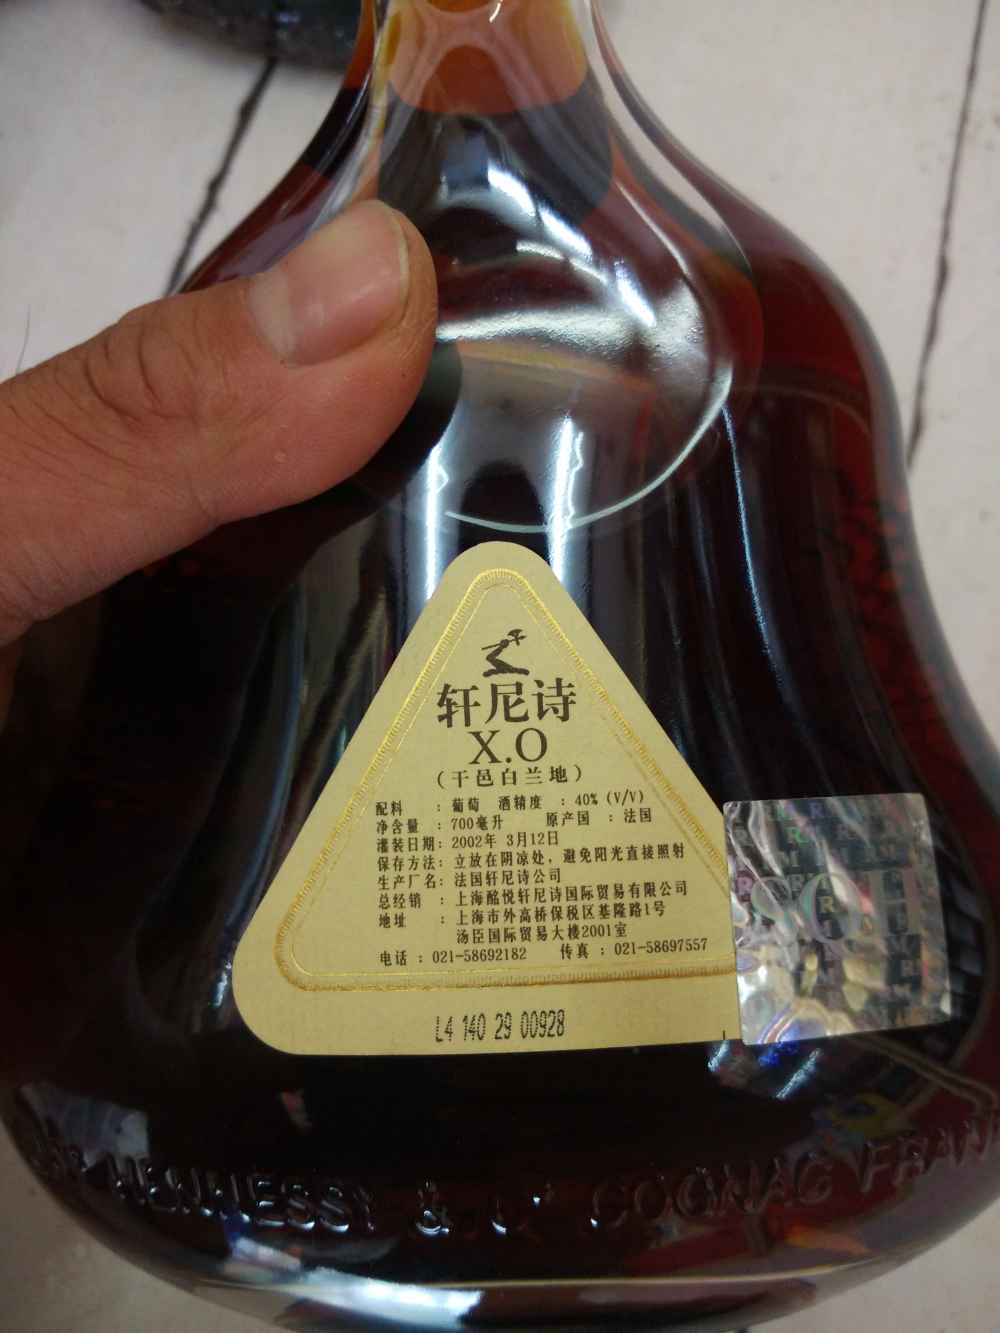 轩尼诗
X.O
(干邑白兰地)
配料 : 葡萄 酒精度 : 40% (V/V)
净含量 : 700毫升 原产国 : 法国
灌装日期: 2002年 3月12日
保存方法: 立放在阴凉处, 避免阳光直接照射
生产厂名: 法国轩尼诗公司
总经销 : 上海酩悦轩尼诗国际贸易有限公司
地址 : 上海市外高桥保税区基隆路1号
汤臣国际贸易大楼2001室
电话 : 021-58692182 传真 : 021-58697557
L4 140 29 00928
HENNESSY & Cº COGNAC FRAN